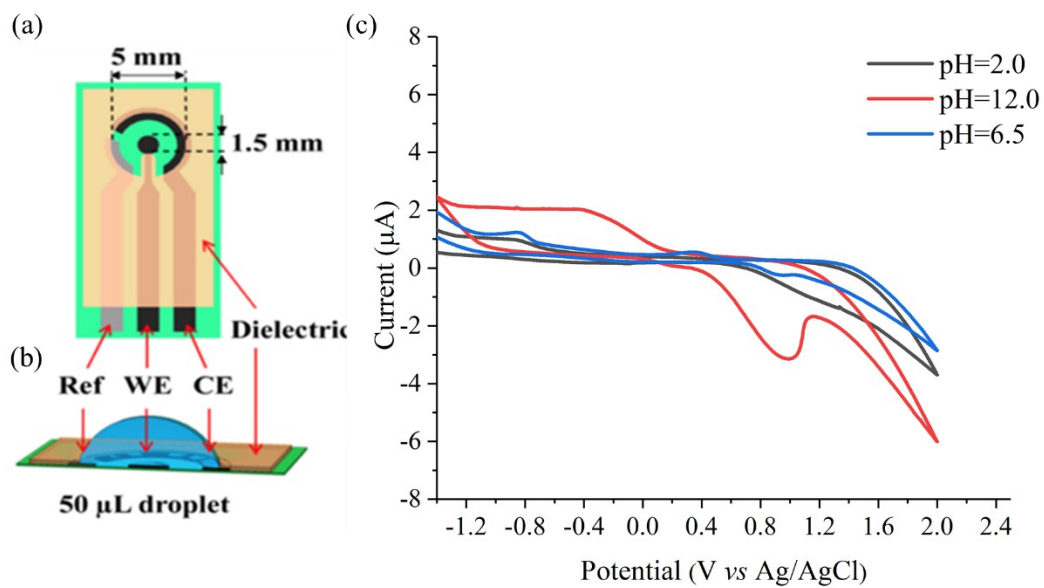 (a)
5 mm
1.5 mm
Dielectric
(b)
Ref WE CE
50 µL droplet
(c)
pH=2.0
pH=12.0
pH=6.5
8
6
4
2
0
-2
-4
-6
-8
Current (µA)
-1.2 -0.8 -0.4 0.0 0.4 0.8 1.2 1.6 2.0 2.4
Potential (V vs Ag/AgCl)